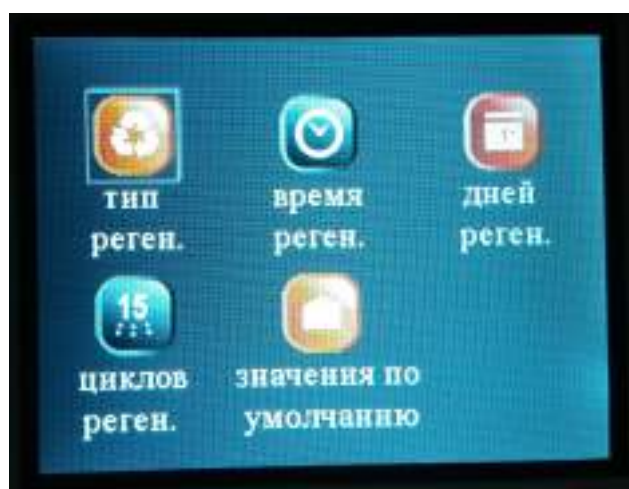 тип
реген.
время
реген.
дней
реген.
15
циклов
реген.
значения по
умолчанию